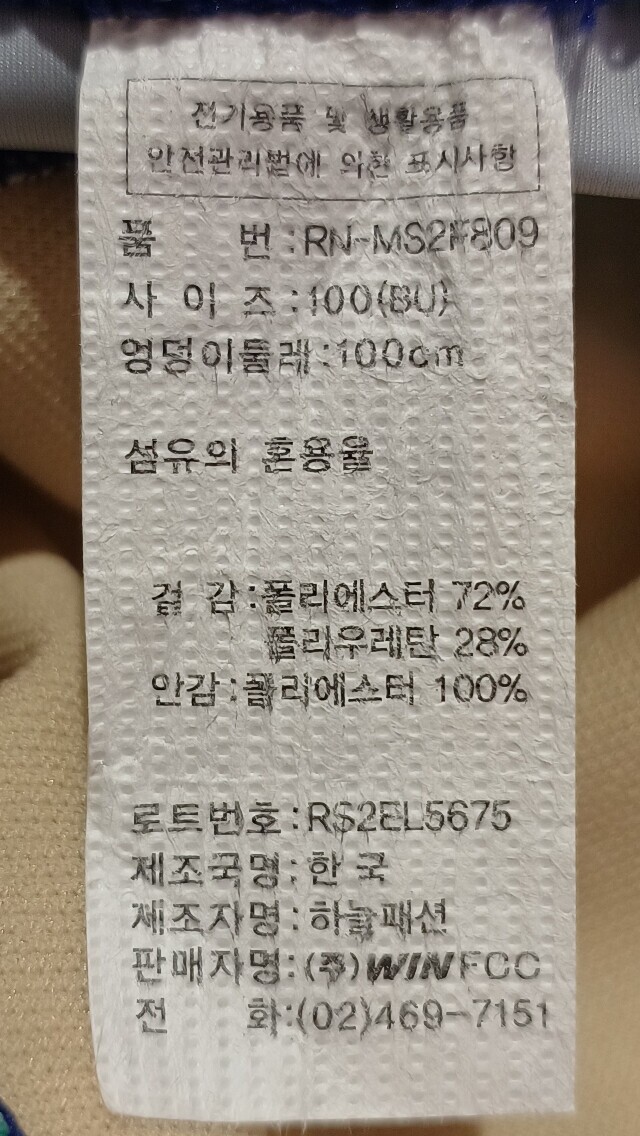 전기용품 및 생활용품
안전관리법에 의한 표시사항
품 번 : RN-MS2F809
사 이 즈 : 100(BU)
엉덩이둘레 : 100cm
섬유의 혼용율
겉 감 : 폴리에스터 72%
폴리우레탄 28%
안감 : 폴리에스터 100%
로트번호 : RS2EL5675
제조국명 : 한 국
제조자명 : 하늘패션
판매자명 : (주)WINFCC
전 화 : (02)469-7151